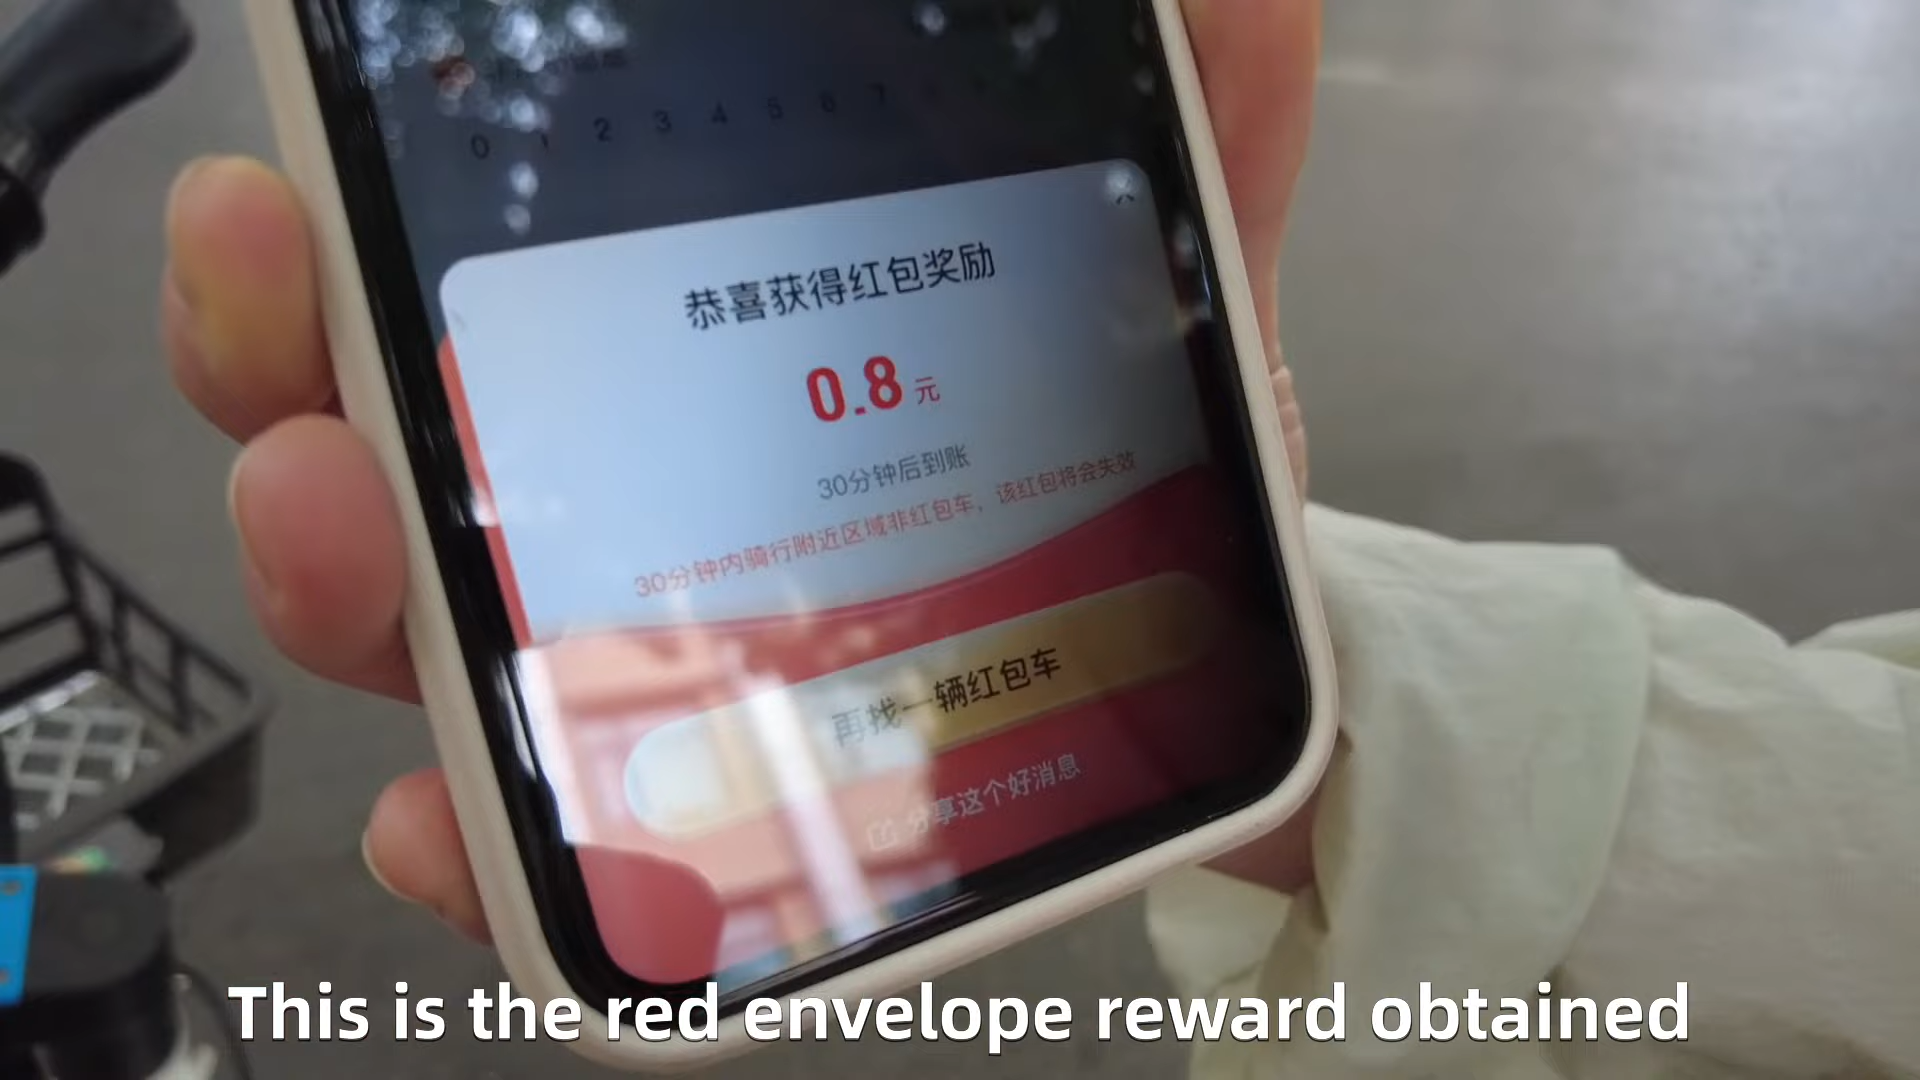 0 1 2 3 4 5 6 7
恭喜获得红包奖励
0.8元
30分钟后到账
30分钟内骑行附近区域非红包车，该红包将会失效
再找一辆红包车
分享这个好消息
This is the red envelope reward obtained